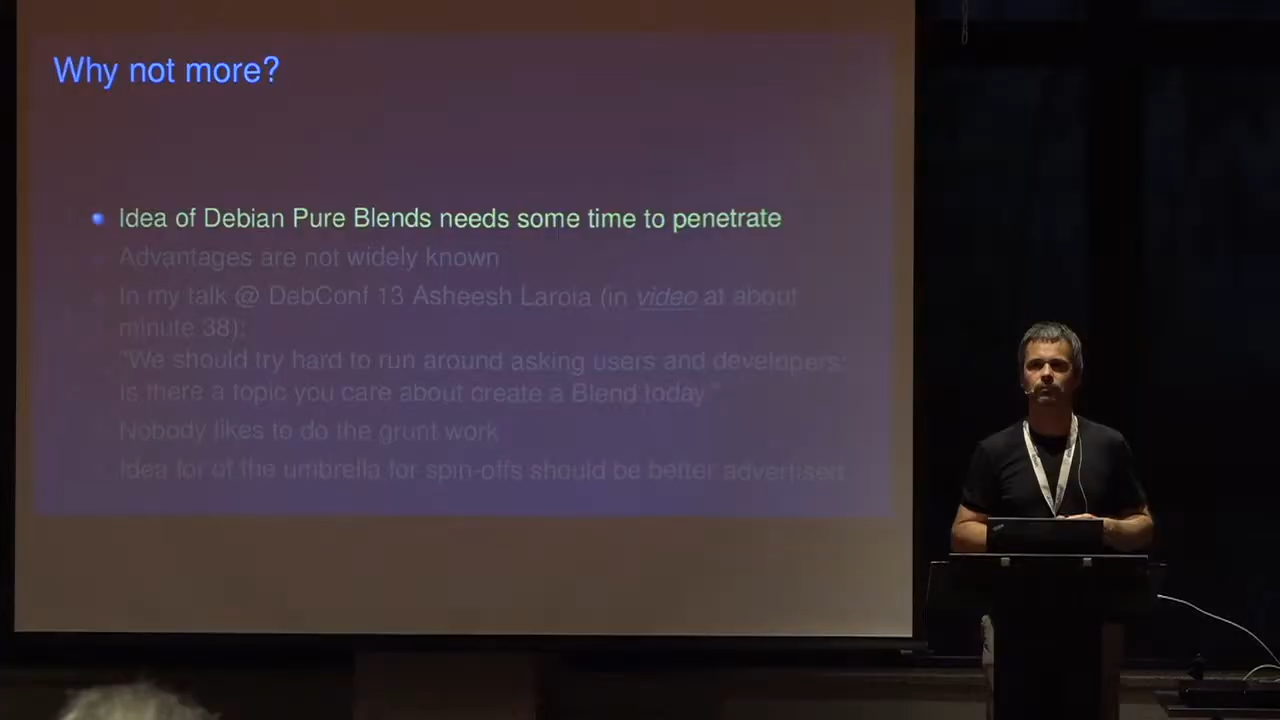 Why not more?
Idea of Debian Pure Blends needs some time to penetrate
Advantages are not widely known
In my talk @ DebConf 13 Asheesh Laroia (in video at about
minute 38):
"We should try hard to run around asking users and developers:
Is there a topic you care about create a Blend today."
Nobody likes to do the grunt work
Idea for of the umbrella for spin-offs should be better advertised